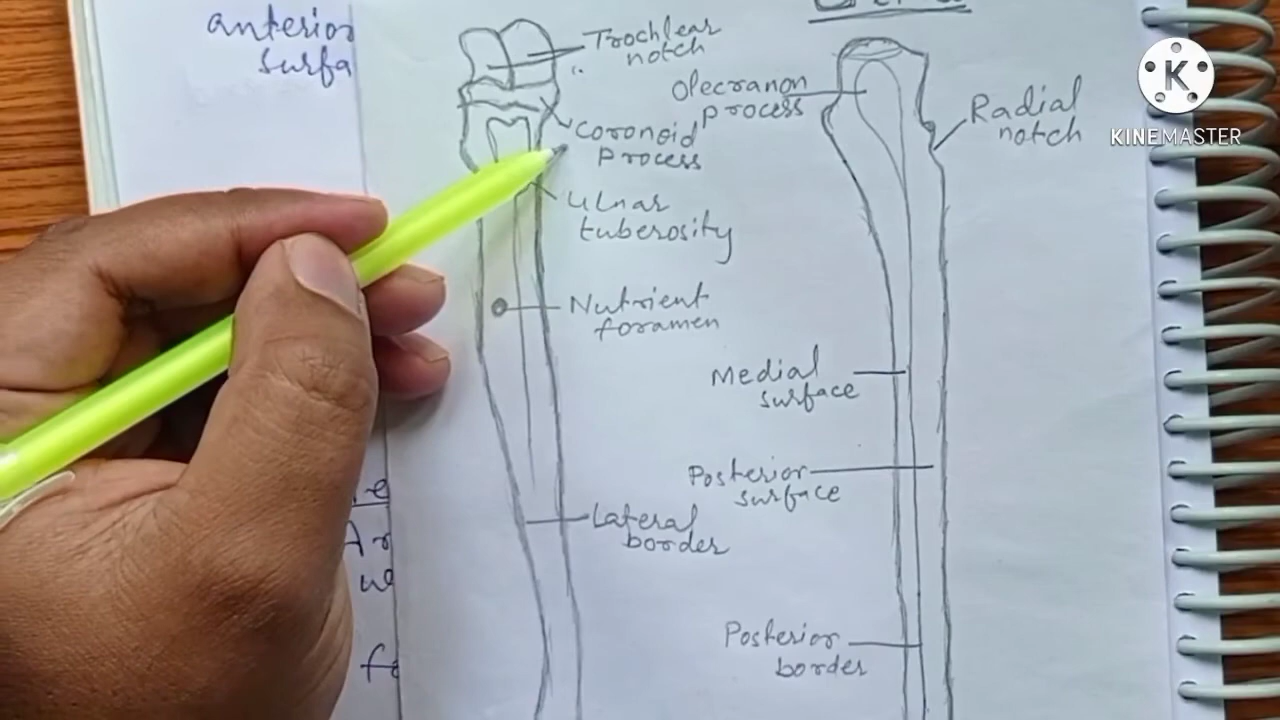 anterior
surfa
Trochlear
notch
Coronoid
process
Ulnar
tuberosity
Nutrient
foramen
Lateral
border
Olecranon
process
Radial
notch
Medial
surface
Posterior
surface
Posterior
border
K
KINEMASTER